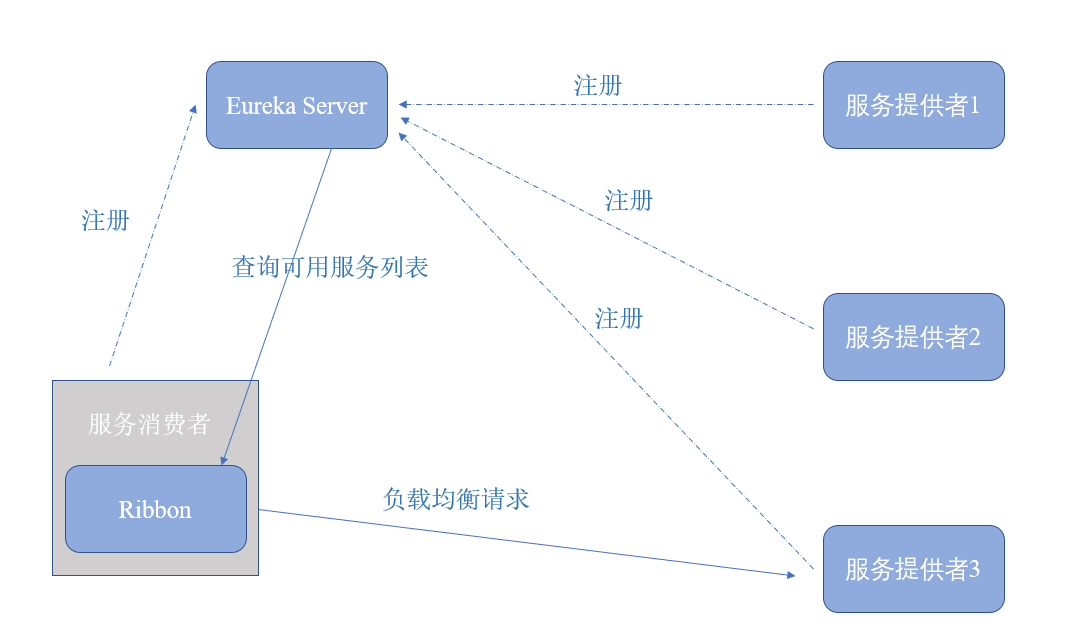 Eureka Server
注册
服务提供者1
注册
注册
查询可用服务列表
注册
服务提供者2
服务消费者
Ribbon
负载均衡请求
服务提供者3